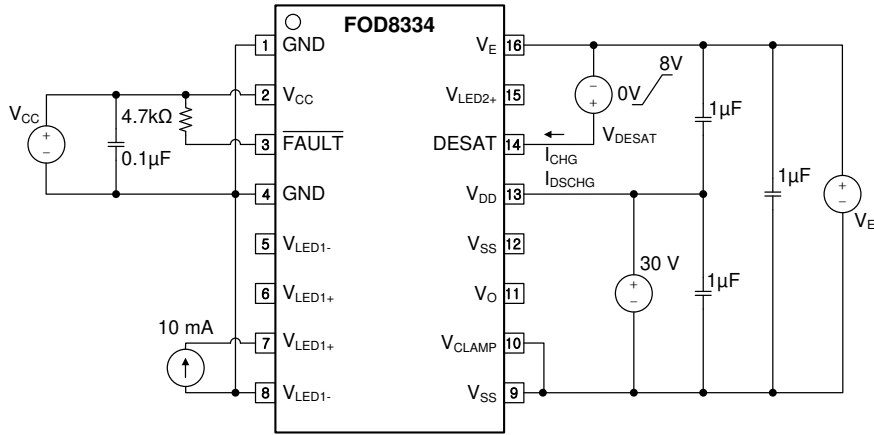 FOD8334
1 GND
2 VCC
3 FAULT
4 GND
5 VLED1-
6 VLED1+
7 VLED1+
8 VLED1-
VE 16
VLED2+ 15
DESAT 14
VDD 13
VSS 12
VO 11
VCLAMP 10
VSS 9
VCC
+
−
4.7kΩ
0.1µF
10 mA
−
+
0V
8V
VDESAT
ICHG
IDSCHG
30 V
+
−
1µF
1µF
1µF
+
−
VE